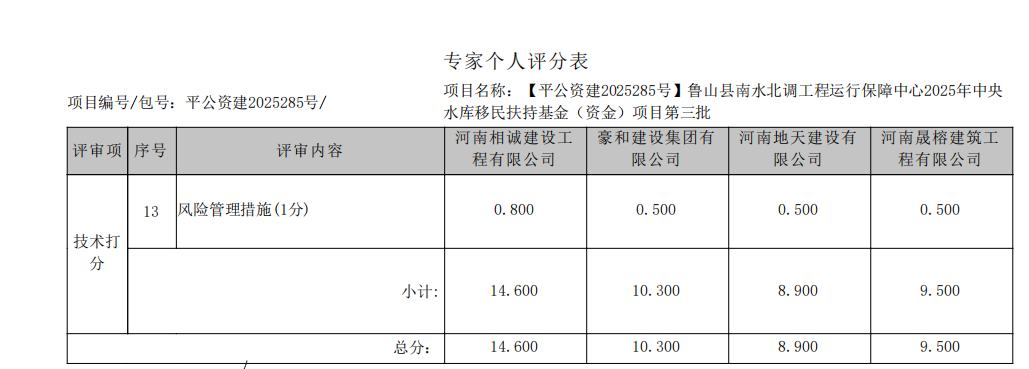 专家个人评分表
项目编号/包号：平公资建2025285号/
项目名称：【平公资建2025285号】鲁山县南水北调工程运行保障中心2025年中央
水库移民扶持基金（资金）项目第三批
评审项 序号 评审内容 河南相诚建设工程有限公司 豪和建设集团有限公司 河南地天建设有限公司 河南晟榕建筑工程有限公司
技术打分 13 风险管理措施(1分) 0.800 0.500 0.500 0.500
小计: 14.600 10.300 8.900 9.500
总分： 14.600 10.300 8.900 9.500
/